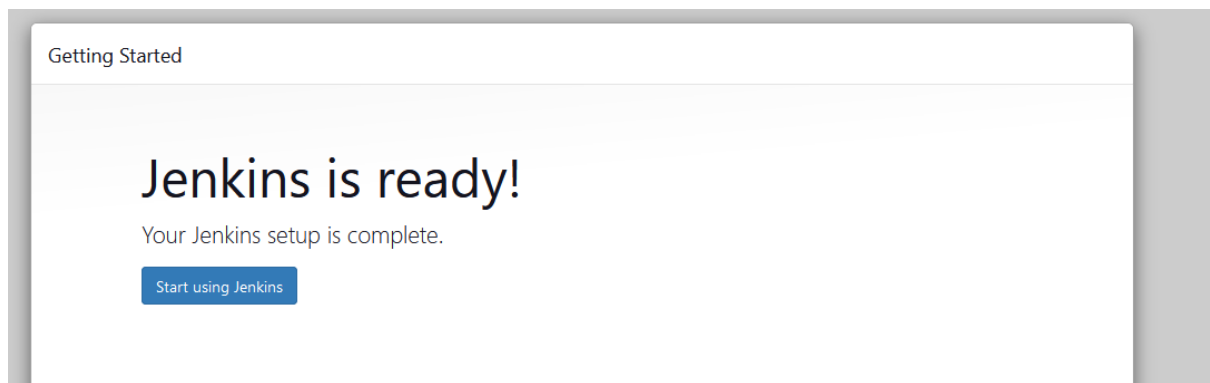 Getting Started
Jenkins is ready!
Your Jenkins setup is complete.
Start using Jenkins